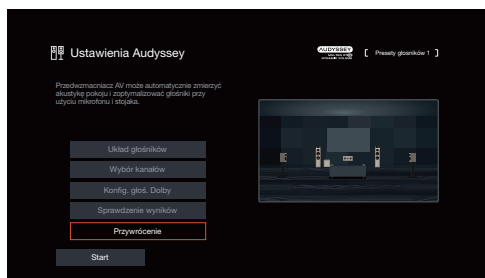 Ustawienia Audyssey
AUDYSSEY
[ Presety głosników 1 ]
Przedwzmacniacz AV może automatycznie zmierzyć
akustykę pokoju i zoptymalizować głośniki przy
użyciu mikrofonu i stojaka.
Układ głośników
Wybór kanałów
Konfig. głoś. Dolby
Sprawdzenie wyników
Przywrócenie
Start